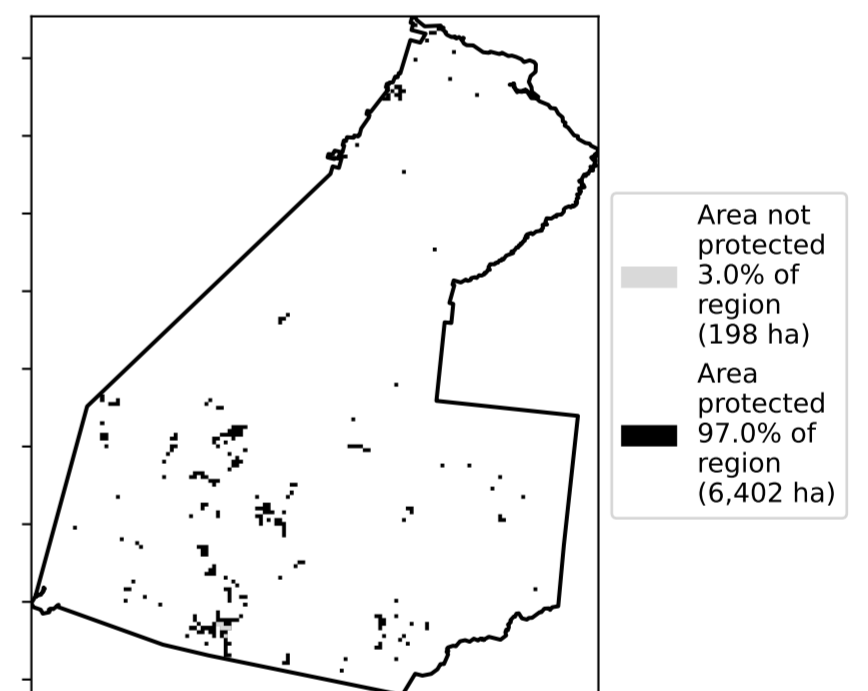 Area not
protected
3.0% of
region
(198 ha)
Area
protected
97.0% of
region
(6,402 ha)